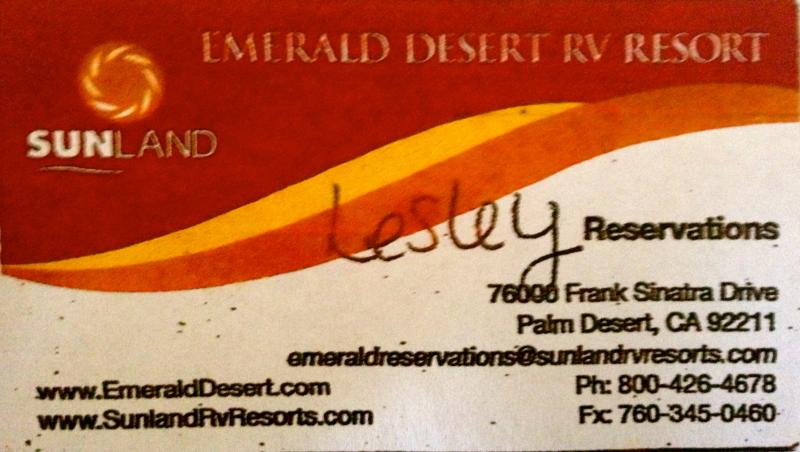 EMERALD DESERT RV RESORT
SUNLAND
Lesley Reservations
76000 Frank Sinatra Drive
Palm Desert, CA 92211
emeraldreservations@sunlandrvresorts.com
www.EmeraldDesert.com
Ph: 800-426-4678
www.SunlandRvResorts.com
Fx: 760-345-0460